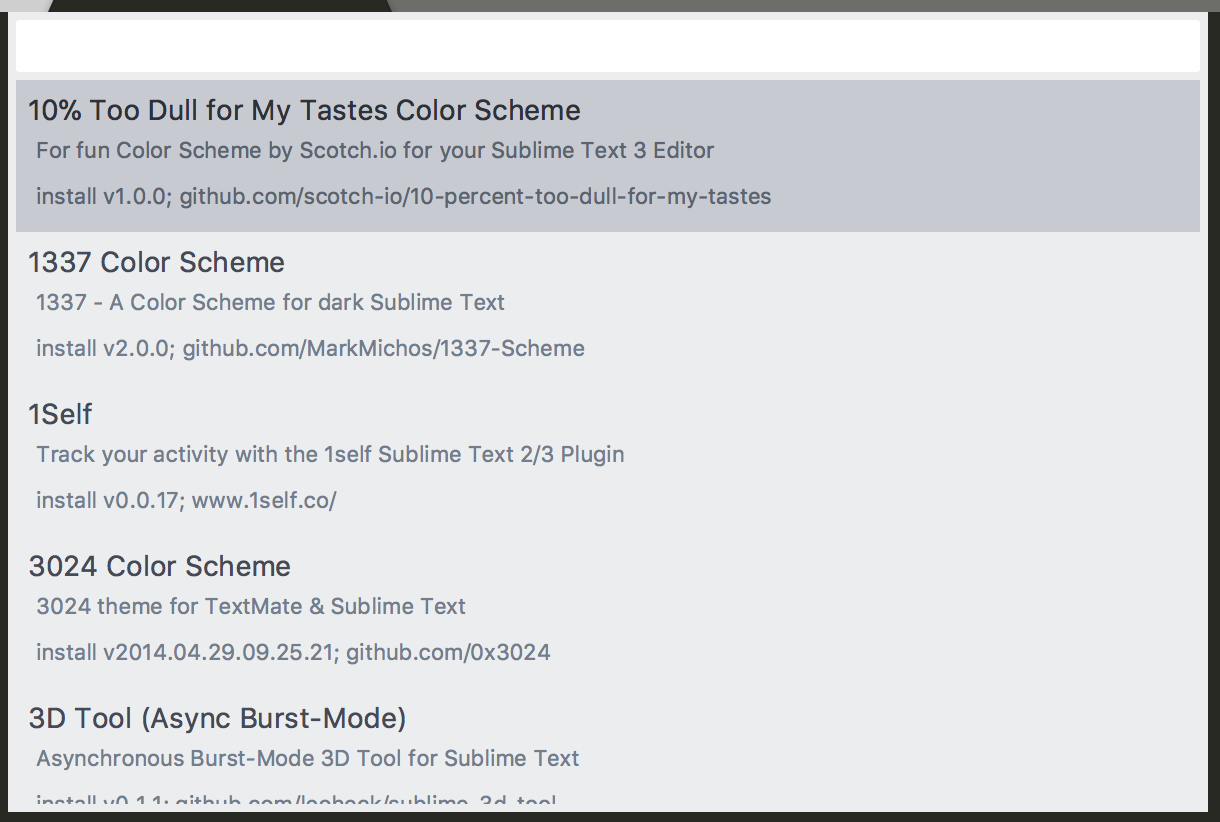 10% Too Dull for My Tastes Color Scheme
For fun Color Scheme by Scotch.io for your Sublime Text 3 Editor
install v1.0.0; github.com/scotch-io/10-percent-too-dull-for-my-tastes
1337 Color Scheme
1337 - A Color Scheme for dark Sublime Text
install v2.0.0; github.com/MarkMichos/1337-Scheme
1Self
Track your activity with the 1self Sublime Text 2/3 Plugin
install v0.0.17; www.1self.co/
3024 Color Scheme
3024 theme for TextMate & Sublime Text
install v2014.04.29.09.25.21; github.com/0x3024
3D Tool (Async Burst-Mode)
Asynchronous Burst-Mode 3D Tool for Sublime Text
install v0.1.1;